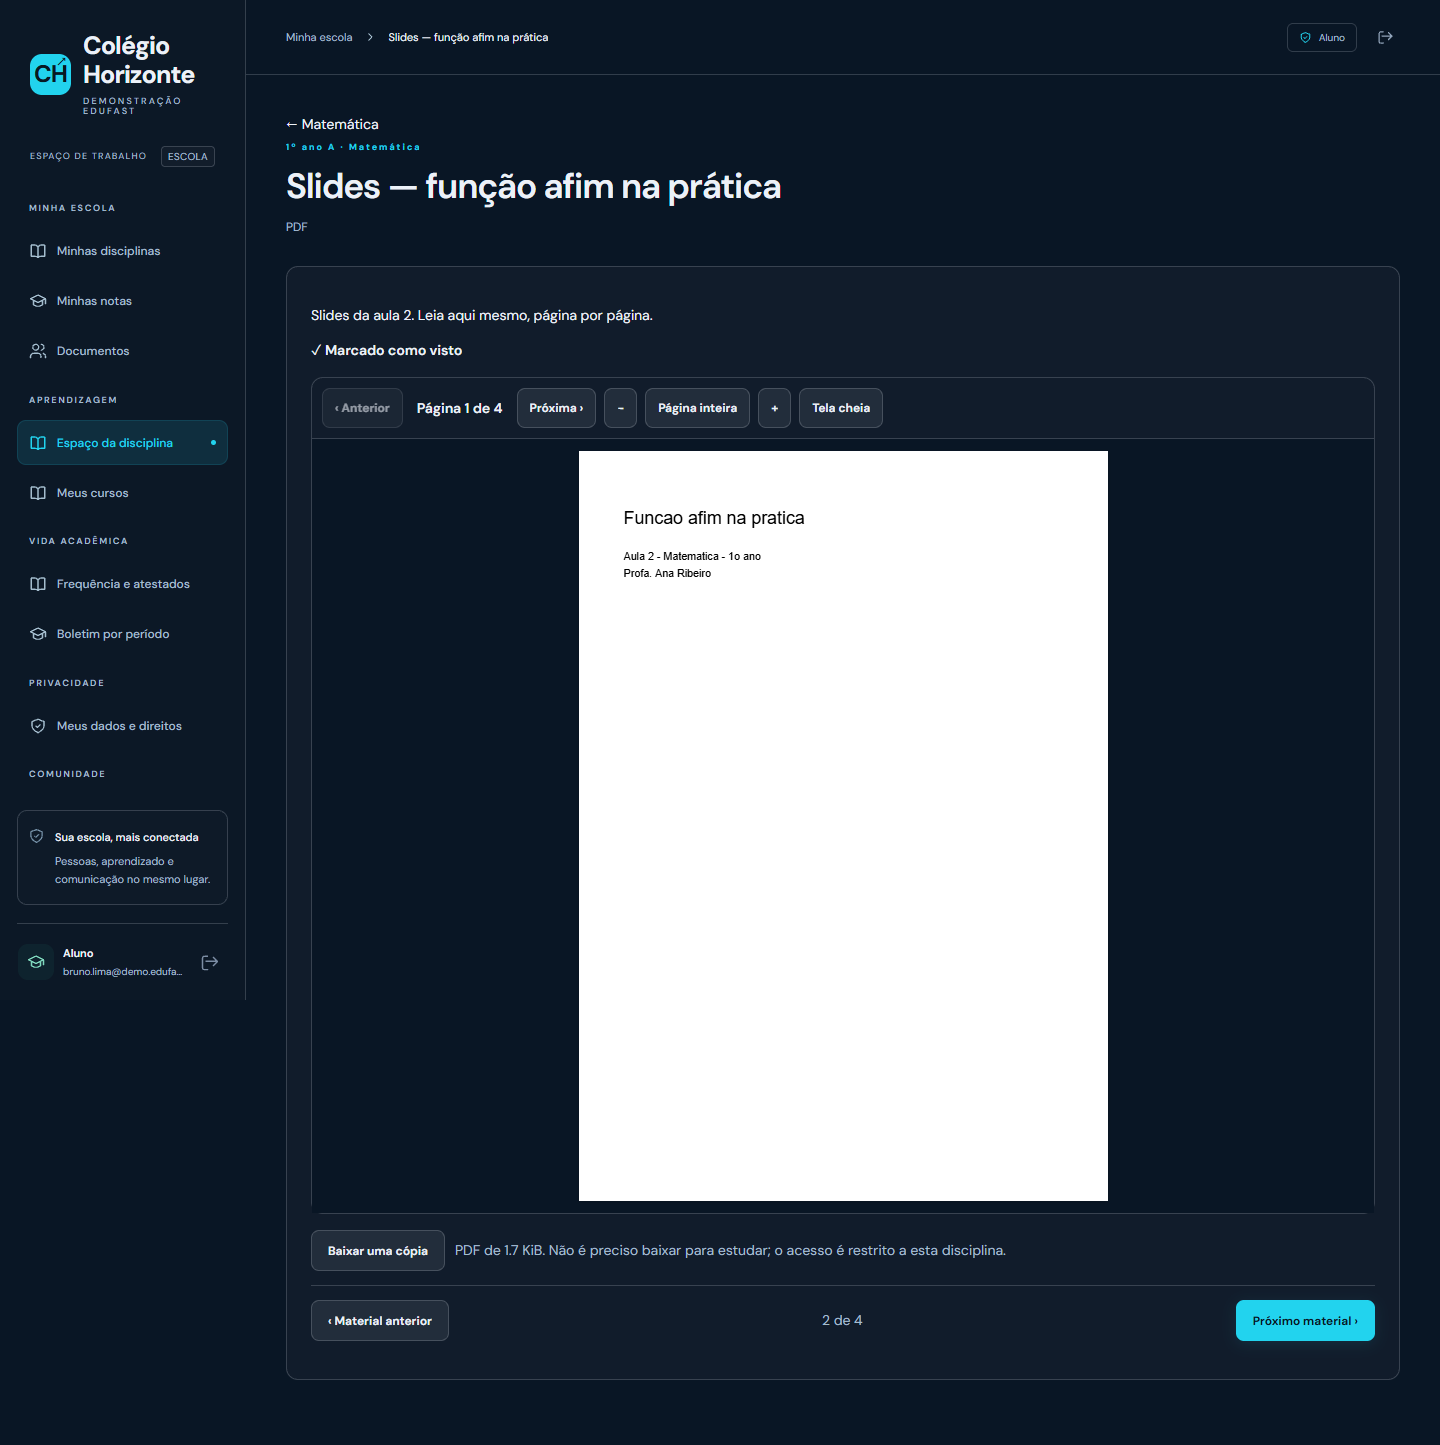 CH
Colégio
Horizonte
DEMONSTRAÇÃO
EDUFAST
ESPAÇO DE TRABALHO
ESCOLA
MINHA ESCOLA
Minhas disciplinas
Minhas notas
Documentos
APRENDIZAGEM
Espaço da disciplina
Meus cursos
VIDA ACADÊMICA
Frequência e atestados
Boletim por período
PRIVACIDADE
Meus dados e direitos
COMUNIDADE
Sua escola, mais conectada
Pessoas, aprendizado e
comunicação no mesmo lugar.
Aluno
bruno.lima@demo.edufa...
Minha escola > Slides — função afim na prática
Aluno
← Matemática
1º ano A · Matemática
Slides — função afim na prática
PDF
Slides da aula 2. Leia aqui mesmo, página por página.
✓ Marcado como visto
‹ Anterior Página 1 de 4 Próxima › − Página inteira + Tela cheia
Funcao afim na pratica
Aula 2 - Matematica - 1o ano
Profa. Ana Ribeiro
Baixar uma cópia PDF de 1.7 KiB. Não é preciso baixar para estudar; o acesso é restrito a esta disciplina.
‹ Material anterior 2 de 4 Próximo material ›